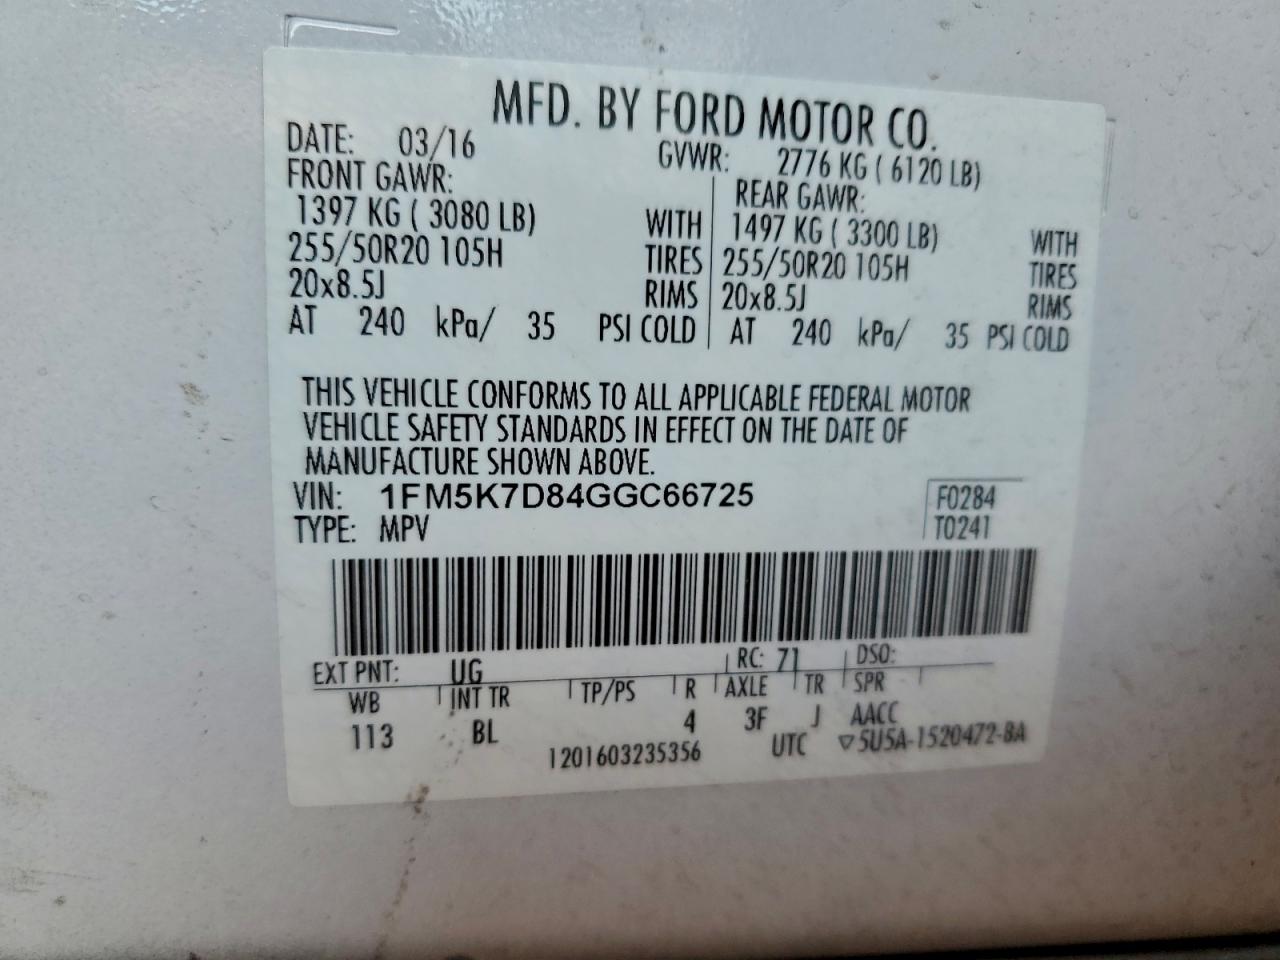 MFD. BY FORD MOTOR CO.
DATE: 03/16 GVWR: 2776 KG ( 6120 LB)
FRONT GAWR: REAR GAWR:
1397 KG ( 3080 LB) WITH 1497 KG ( 3300 LB) WITH
255/50R20 105H TIRES 255/50R20 105H TIRES
20x8.5J RIMS 20x8.5J RIMS
AT 240 kPa/ 35 PSI COLD AT 240 kPa/ 35 PSI COLD
THIS VEHICLE CONFORMS TO ALL APPLICABLE FEDERAL MOTOR
VEHICLE SAFETY STANDARDS IN EFFECT ON THE DATE OF
MANUFACTURE SHOWN ABOVE.
VIN: 1FM5K7D84GGC66725 F0284
TYPE: MPV T0241
EXT PNT: UG RC: 71 DSO:
WB INT TR TP/PS R AXLE TR SPR
113 BL 4 3F J AACC
1201603235356 UTC ▽5U5A-1520472-BA